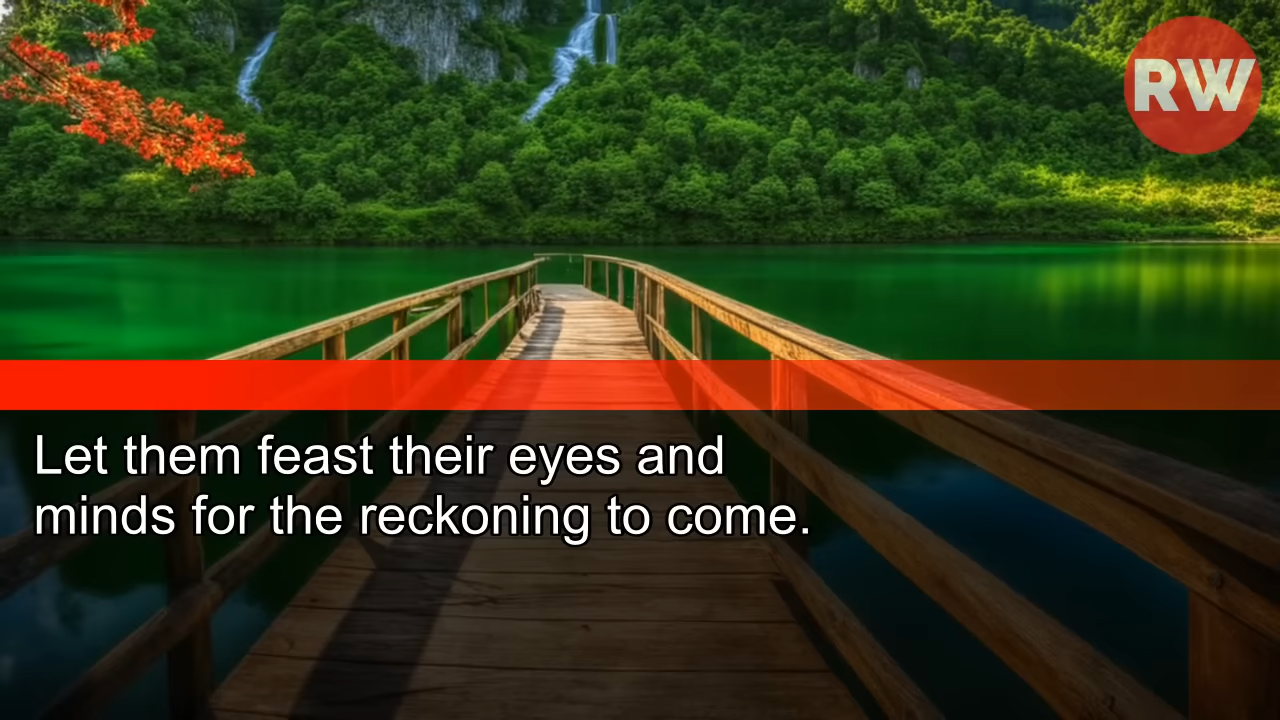 RW
Let them feast their eyes and
minds for the reckoning to come.